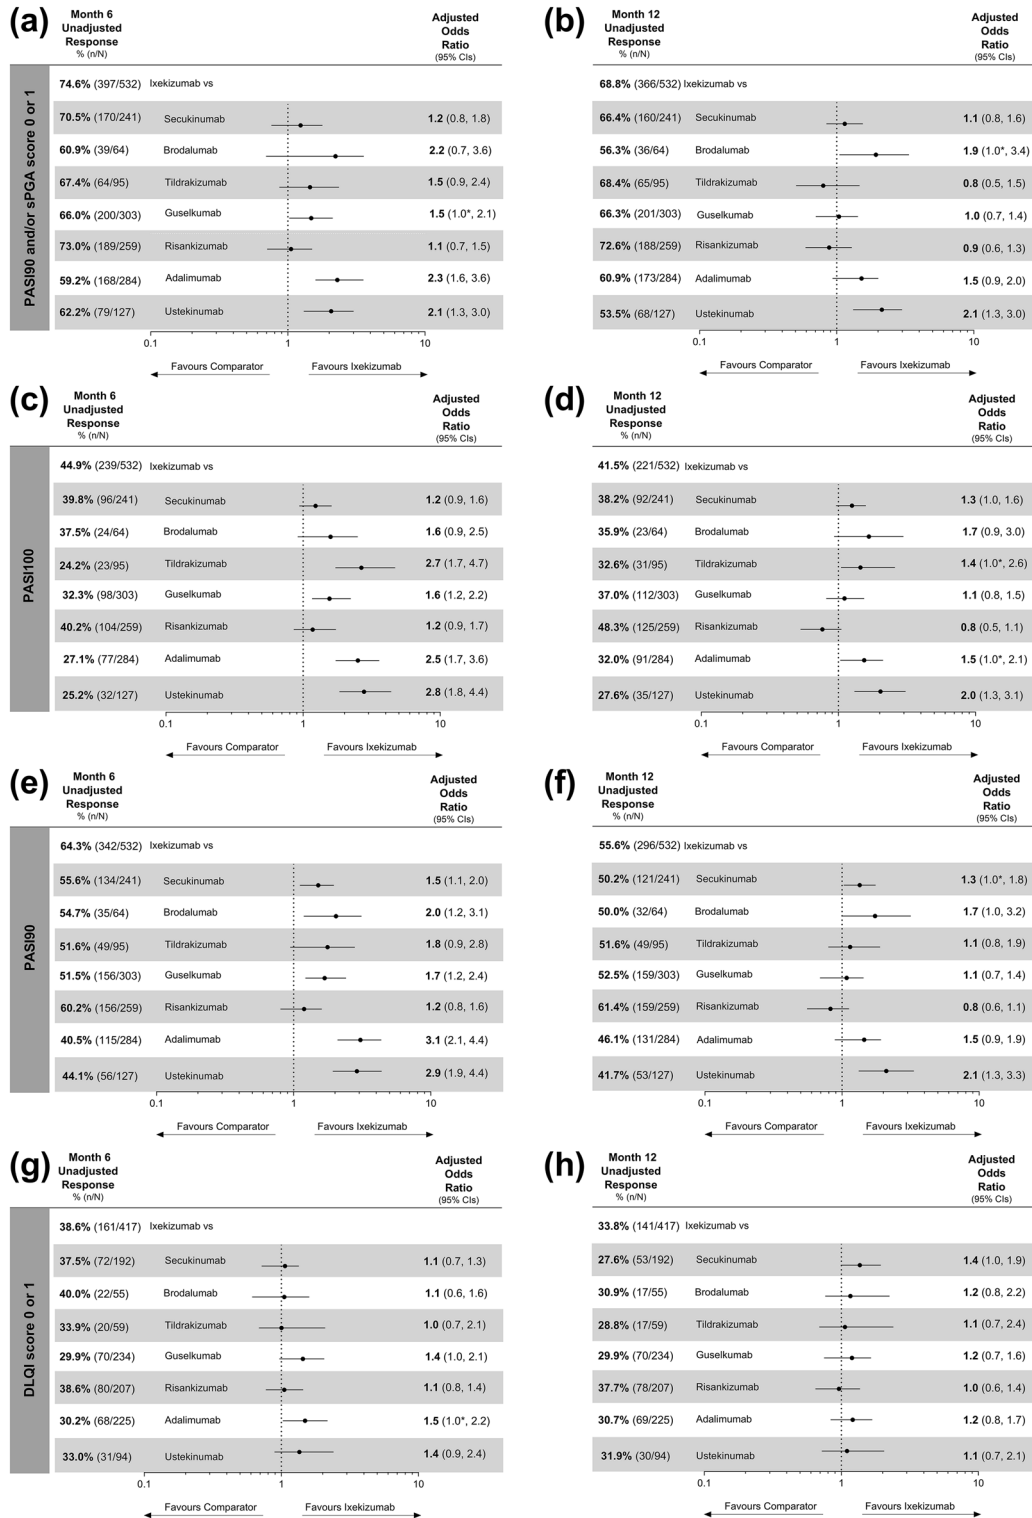 (a)
Month 6
Unadjusted
Response
% (n/N)
Adjusted
Odds
Ratio
(95% CIs)
PASI90 and/or sPGA score 0 or 1
74.6% (397/532) Ixekizumab vs
70.5% (170/241) Secukinumab 1.2 (0.8, 1.8)
60.9% (39/64) Brodalumab 2.2 (0.7, 3.6)
67.4% (64/95) Tildrakizumab 1.5 (0.9, 2.4)
66.0% (200/303) Guselkumab 1.5 (1.0*, 2.1)
73.0% (189/259) Risankizumab 1.1 (0.7, 1.5)
59.2% (168/284) Adalimumab 2.3 (1.6, 3.6)
62.2% (79/127) Ustekinumab 2.1 (1.3, 3.0)
0.1 1 10
Favours Comparator Favours Ixekizumab
(b)
Month 12
Unadjusted
Response
% (n/N)
Adjusted
Odds
Ratio
(95% CIs)
68.8% (366/532) Ixekizumab vs
66.4% (160/241) Secukinumab 1.1 (0.8, 1.6)
56.3% (36/64) Brodalumab 1.9 (1.0*, 3.4)
68.4% (65/95) Tildrakizumab 0.8 (0.5, 1.5)
66.3% (201/303) Guselkumab 1.0 (0.7, 1.4)
72.6% (188/259) Risankizumab 0.9 (0.6, 1.3)
60.9% (173/284) Adalimumab 1.5 (0.9, 2.0)
53.5% (68/127) Ustekinumab 2.1 (1.3, 3.0)
0.1 1 10
Favours Comparator Favours Ixekizumab
(c)
Month 6
Unadjusted
Response
% (n/N)
Adjusted
Odds
Ratio
(95% CIs)
PASI100
44.9% (239/532) Ixekizumab vs
39.8% (96/241) Secukinumab 1.2 (0.9, 1.6)
37.5% (24/64) Brodalumab 1.6 (0.9, 2.5)
24.2% (23/95) Tildrakizumab 2.7 (1.7, 4.7)
32.3% (98/303) Guselkumab 1.6 (1.2, 2.2)
40.2% (104/259) Risankizumab 1.2 (0.9, 1.7)
27.1% (77/284) Adalimumab 2.5 (1.7, 3.6)
25.2% (32/127) Ustekinumab 2.8 (1.8, 4.4)
0.1 1 10
Favours Comparator Favours Ixekizumab
(d)
Month 12
Unadjusted
Response
% (n/N)
Adjusted
Odds
Ratio
(95% CIs)
41.5% (221/532) Ixekizumab vs
38.2% (92/241) Secukinumab 1.3 (1.0, 1.6)
35.9% (23/64) Brodalumab 1.7 (0.9, 3.0)
32.6% (31/95) Tildrakizumab 1.4 (1.0*, 2.6)
37.0% (112/303) Guselkumab 1.1 (0.8, 1.5)
48.3% (125/259) Risankizumab 0.8 (0.5, 1.1)
32.0% (91/284) Adalimumab 1.5 (1.0*, 2.1)
27.6% (35/127) Ustekinumab 2.0 (1.3, 3.1)
0.1 1 10
Favours Comparator Favours Ixekizumab
(e)
Month 6
Unadjusted
Response
% (n/N)
Adjusted
Odds
Ratio
(95% CIs)
PASI90
64.3% (342/532) Ixekizumab vs
55.6% (134/241) Secukinumab 1.5 (1.1, 2.0)
54.7% (35/64) Brodalumab 2.0 (1.2, 3.1)
51.6% (49/95) Tildrakizumab 1.8 (0.9, 2.8)
51.5% (156/303) Guselkumab 1.7 (1.2, 2.4)
60.2% (156/259) Risankizumab 1.2 (0.8, 1.6)
40.5% (115/284) Adalimumab 3.1 (2.1, 4.4)
44.1% (56/127) Ustekinumab 2.9 (1.9, 4.4)
0.1 1 10
Favours Comparator Favours Ixekizumab
(f)
Month 12
Unadjusted
Response
% (n/N)
Adjusted
Odds
Ratio
(95% CIs)
55.6% (296/532) Ixekizumab vs
50.2% (121/241) Secukinumab 1.3 (1.0*, 1.8)
50.0% (32/64) Brodalumab 1.7 (1.0, 3.2)
51.6% (49/95) Tildrakizumab 1.1 (0.8, 1.9)
52.5% (159/303) Guselkumab 1.1 (0.7, 1.4)
61.4% (159/259) Risankizumab 0.8 (0.6, 1.1)
46.1% (131/284) Adalimumab 1.5 (0.9, 1.9)
41.7% (53/127) Ustekinumab 2.1 (1.3, 3.3)
0.1 1 10
Favours Comparator Favours Ixekizumab
(g)
Month 6
Unadjusted
Response
% (n/N)
Adjusted
Odds
Ratio
(95% CIs)
DLQI score 0 or 1
38.6% (161/417) Ixekizumab vs
37.5% (72/192) Secukinumab 1.1 (0.7, 1.3)
40.0% (22/55) Brodalumab 1.1 (0.6, 1.6)
33.9% (20/59) Tildrakizumab 1.0 (0.7, 2.1)
29.9% (70/234) Guselkumab 1.4 (1.0, 2.1)
38.6% (80/207) Risankizumab 1.1 (0.8, 1.4)
30.2% (68/225) Adalimumab 1.5 (1.0*, 2.2)
33.0% (31/94) Ustekinumab 1.4 (0.9, 2.4)
0.1 1 10
Favours Comparator Favours Ixekizumab
(h)
Month 12
Unadjusted
Response
% (n/N)
Adjusted
Odds
Ratio
(95% CIs)
33.8% (141/417) Ixekizumab vs
27.6% (53/192) Secukinumab 1.4 (1.0, 1.9)
30.9% (17/55) Brodalumab 1.2 (0.8, 2.2)
28.8% (17/59) Tildrakizumab 1.1 (0.7, 2.4)
29.9% (70/234) Guselkumab 1.2 (0.7, 1.6)
37.7% (78/207) Risankizumab 1.0 (0.6, 1.4)
30.7% (69/225) Adalimumab 1.2 (0.8, 1.7)
31.9% (30/94) Ustekinumab 1.1 (0.7, 2.1)
0.1 1 10
Favours Comparator Favours Ixekizumab